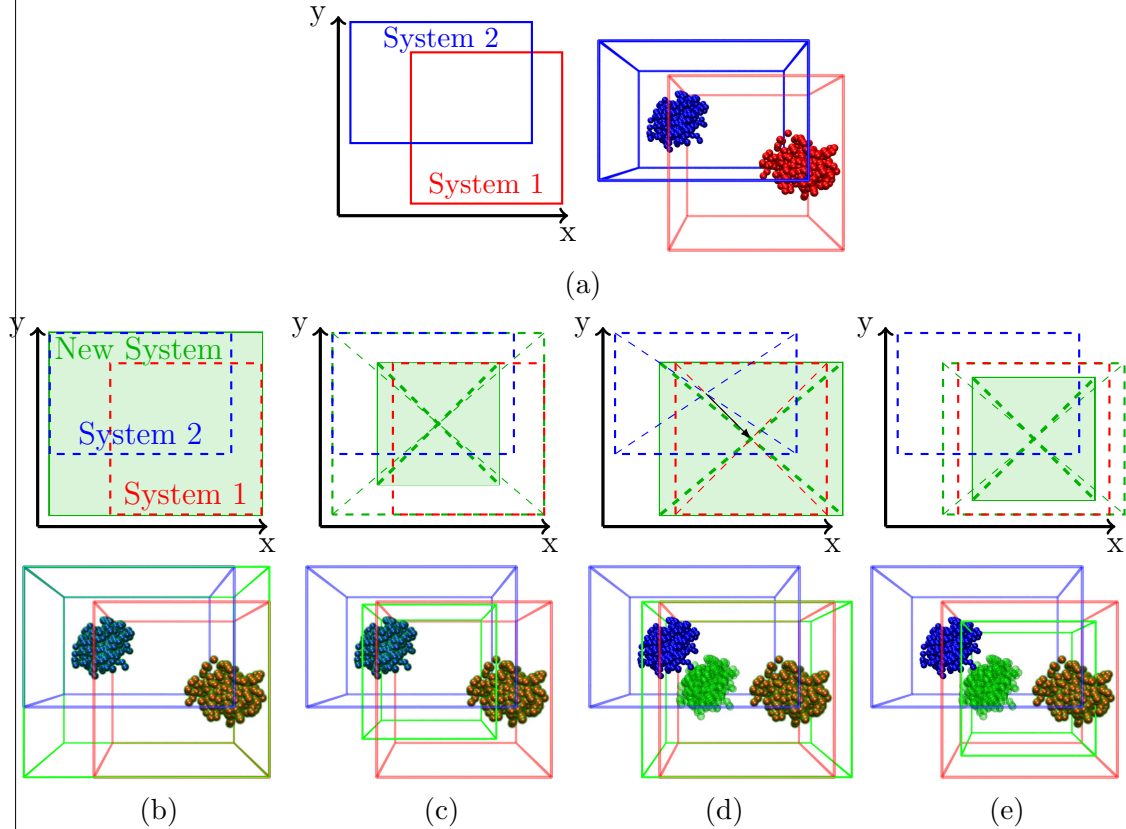 y
System 2
System 1
x
(a)
y
New System
System 2
System 1
x
y
x
y
x
y
x
(b)
(c)
(d)
(e)